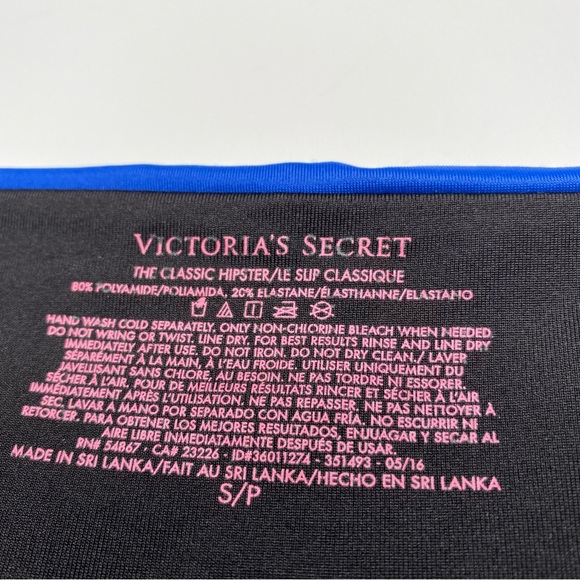 VICTORIA'S SECRET
THE CLASSIC HIPSTER/LE SLIP CLASSIQUE
80% POLYAMIDE/POLIAMIDA, 20% ELASTANE/ÉLASTHANNE/ELASTANO
HAND WASH COLD SEPARATELY, ONLY NON-CHLORINE BLEACH WHEN NEEDED
DO NOT WRING OR TWIST. LINE DRY. FOR BEST RESULTS RINSE AND LINE DRY
IMMEDIATELY AFTER USE. DO NOT IRON. DO NOT DRY CLEAN./ LAVER
SÉPARÉMENT À LA MAIN, À L'EAU FROIDE. UTILISER UNIQUEMENT DU
JAVELLISANT SANS CHLORE, AU BESOIN. NE PAS TORDRE NI ESSORER.
SÉCHER À L'AIR. POUR DE MEILLEURS RÉSULTATS RINCER ET SÉCHER À L'AIR
IMMÉDIATEMENT APRÈS L'UTILISATION. NE PAS REPASSER. NE PAS NETTOYER À
SEC. LAVAR A MANO POR SEPARADO CON AGUA FRÍA. NO ESCURRIR NI
RETORCER. PARA OBTENER LOS MEJORES RESULTADOS, ENJUAGAR Y SECAR AL
AIRE LIBRE INMEDIATAMENTE DESPUÉS DE USAR.
RN# 54867 · CA# 23226 · ID#36011274 · 351493 · 05/16
MADE IN SRI LANKA/FAIT AU SRI LANKA/HECHO EN SRI LANKA
S/P